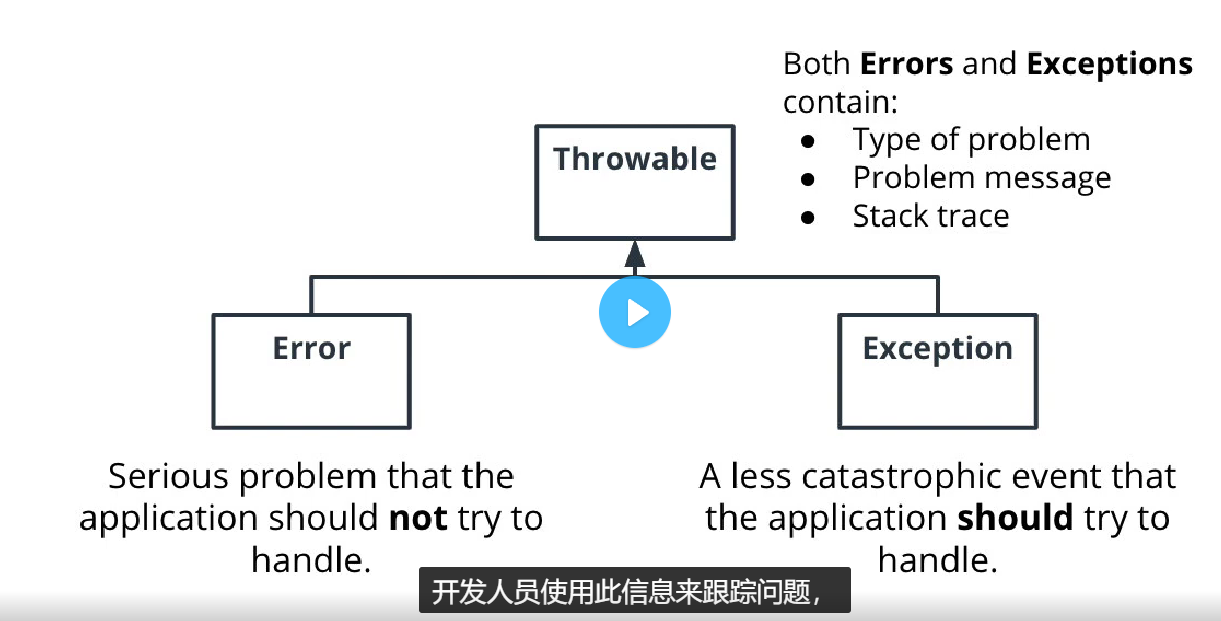 Both Errors and Exceptions
contain:
● Type of problem
● Problem message
● Stack trace
Throwable
Error
Exception
Serious problem that the
application should not try to
handle.
A less catastrophic event that
the application should try to
handle.
开发人员使用此信息来跟踪问题，